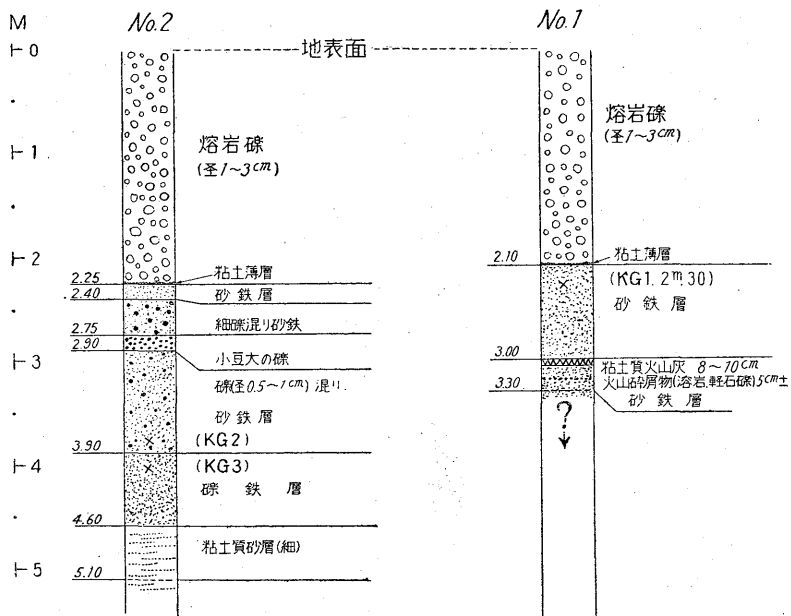 M
No.2
No.1
0
地表面
熔岩礫
(圣1~3cm)
熔岩礫
(圣1~3cm)
1
2
2.25
粘土薄層
2.40
砂鉄層
2.75
細礫混り砂鉄
2.90
小豆大の礫
3
礫(径0.5~1cm)混り.
砂鉄層
(KG2)
3.90
(KG3)
4
礫鉄層
4.60
粘土質砂層(細)
5
5.10
2.10
粘土薄層
(KG1.2m.30)
砂鉄層
3.00
粘土質火山灰 8~10cm
火山砕屑物(溶岩.軽石礫)5cm±
3.30
砂鉄層
?